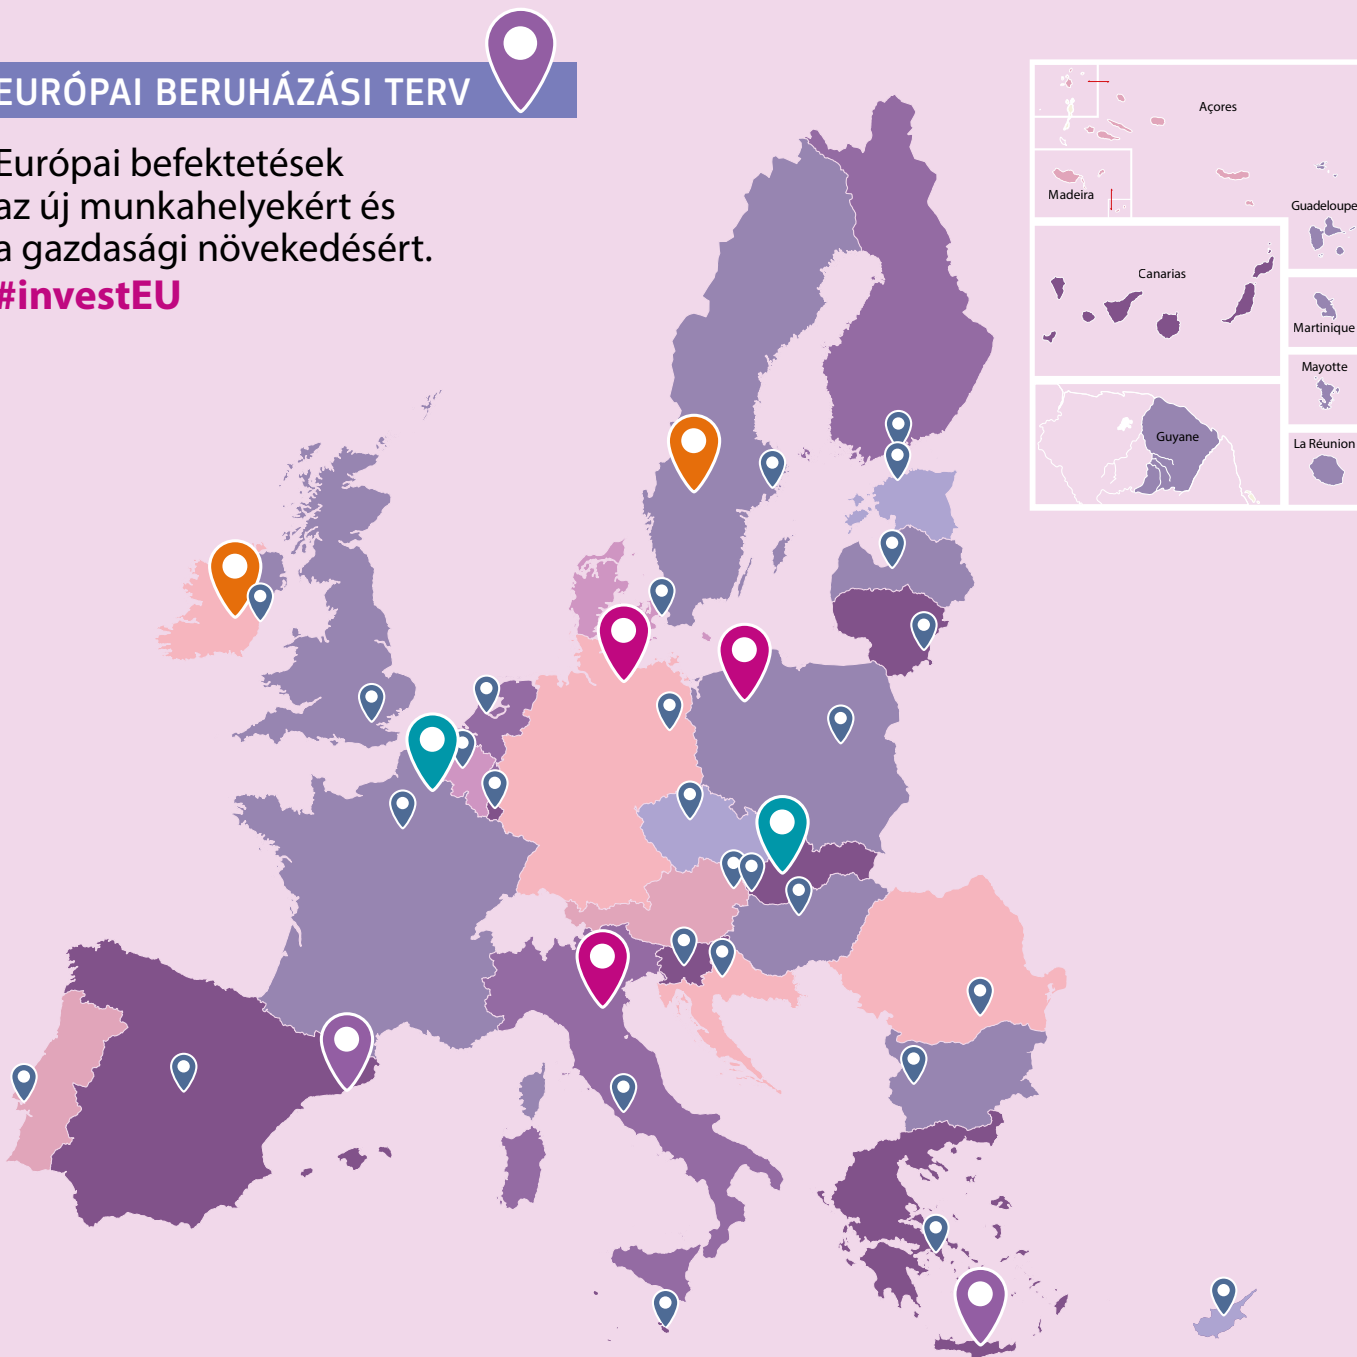 EURÓPAI BERUHÁZÁSI TERV
Európai befektetések
az új munkahelyekért és
a gazdasági növekedésért.
#investEU
Açores
Madeira
Guadeloupe
Canarias
Martinique
Mayotte
Guyane
La Réunion